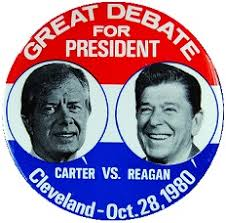 GREAT DEBATE
FOR
PRESIDENT
CARTER VS. REAGAN
Cleveland-Oct. 28, 1980